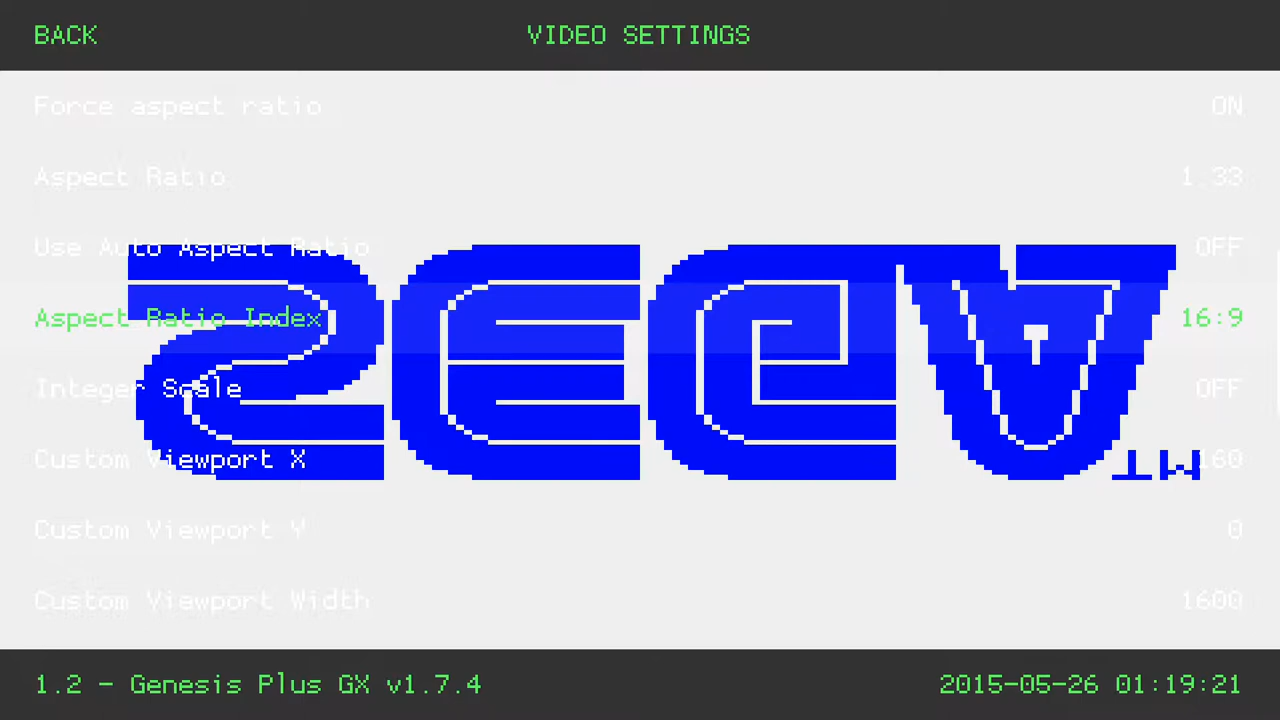 BACK VIDEO SETTINGS
Force aspect ratio ON
Aspect Ratio 1.33
Use Auto Aspect Ratio OFF
Aspect Ratio Index 16:9
Integer Scale OFF
Custom Viewport X 160
Custom Viewport Y 0
Custom Viewport Width 1600
SEGA TM
1.2 - Genesis Plus GX v1.7.4 2015-05-26 01:19:21